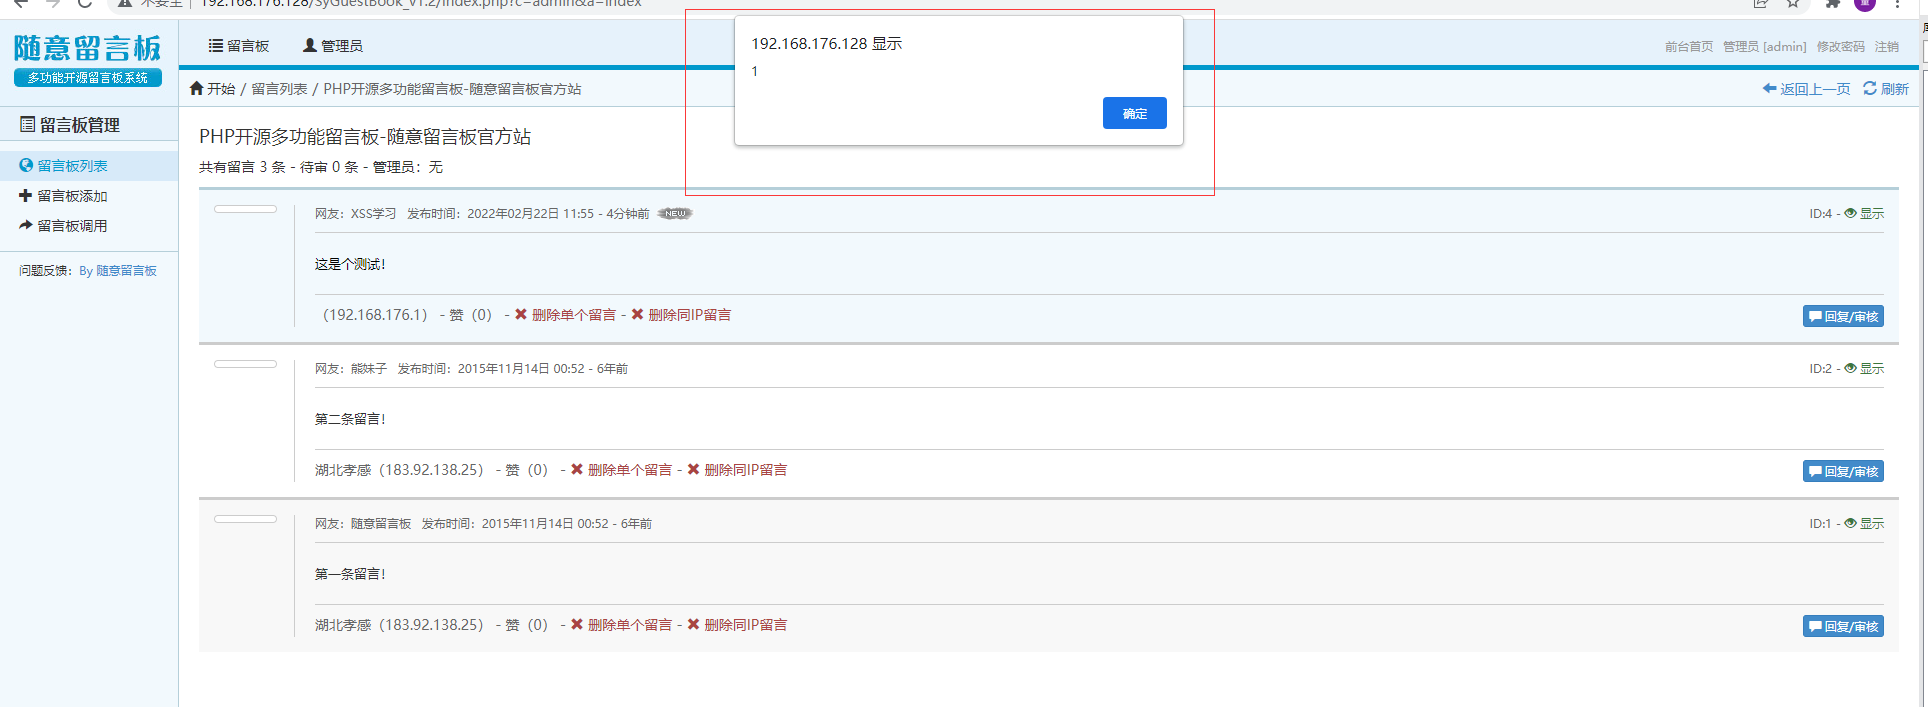 不安全 | 192.168.176.128/SyGuestBook_V1.2/index.php?c=admin&a=index
随意留言板
多功能开源留言板系统
留言板 管理员
前台首页 管理员 [admin] 修改密码 注销
192.168.176.128 显示
1
确定
开始 / 留言列表 / PHP开源多功能留言板-随意留言板官方站
返回上一页 刷新
留言板管理
留言板列表
留言板添加
留言板调用
问题反馈：By 随意留言板
PHP开源多功能留言板-随意留言板官方站
共有留言 3 条 - 待审 0 条 - 管理员：无
网友：XSS学习 发布时间：2022年02月22日 11:55 - 4分钟前 NEW
ID:4 - 显示
这是个测试！
（192.168.176.1） - 赞（0） - 删除单个留言 - 删除同IP留言
回复/审核
网友：熊妹子 发布时间：2015年11月14日 00:52 - 6年前
ID:2 - 显示
第二条留言！
湖北孝感（183.92.138.25） - 赞（0） - 删除单个留言 - 删除同IP留言
回复/审核
网友：随意留言板 发布时间：2015年11月14日 00:52 - 6年前
ID:1 - 显示
第一条留言！
湖北孝感（183.92.138.25） - 赞（0） - 删除单个留言 - 删除同IP留言
回复/审核